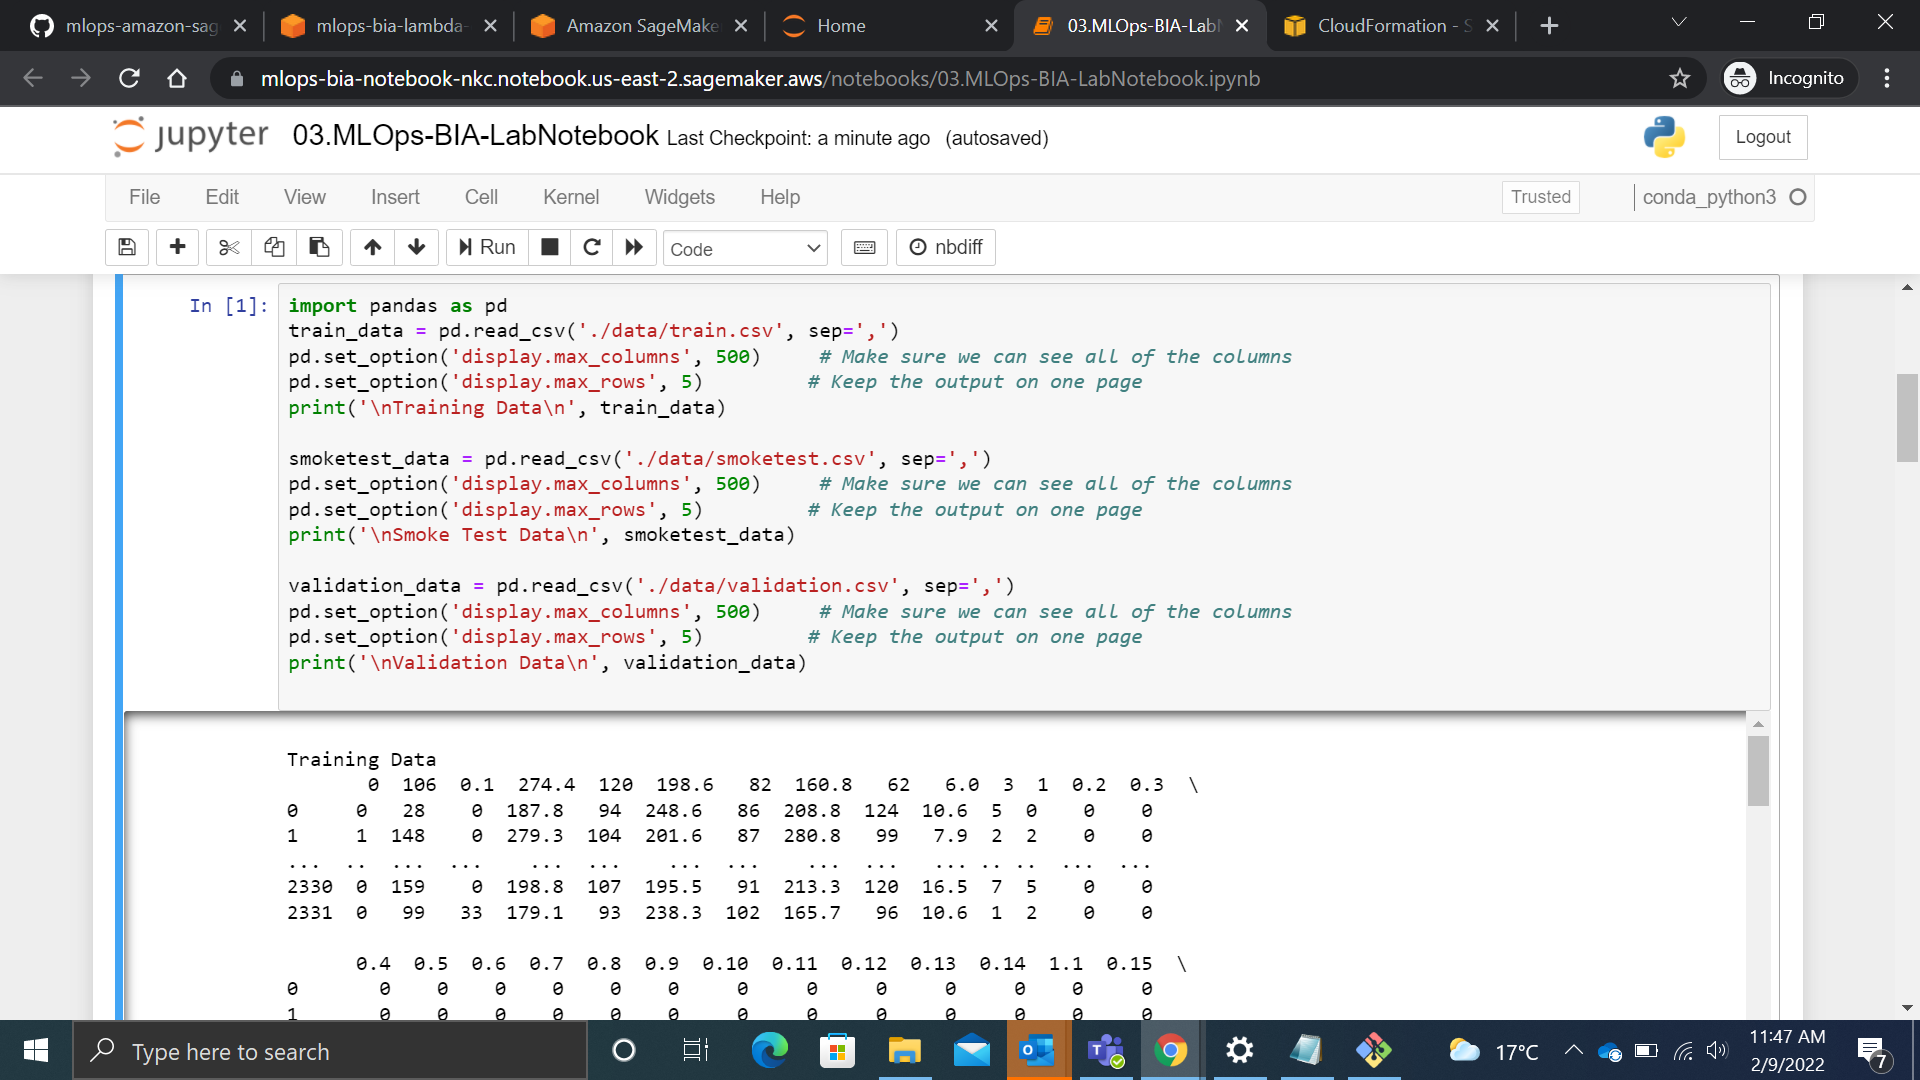 mlops-amazon-sag
mlops-bia-lambda-
Amazon SageMake
Home
03.MLOps-BIA-Lab
CloudFormation - S
mlops-bia-notebook-nkc.notebook.us-east-2.sagemaker.aws/notebooks/03.MLOps-BIA-LabNotebook.ipynb
Incognito
jupyter 03.MLOps-BIA-LabNotebook Last Checkpoint: a minute ago (autosaved)
Logout
File Edit View Insert Cell Kernel Widgets Help
Trusted
conda_python3
Run
Code
nbdiff
In [1]:
import pandas as pd
train_data = pd.read_csv('./data/train.csv', sep=',')
pd.set_option('display.max_columns', 500)     # Make sure we can see all of the columns
pd.set_option('display.max_rows', 5)         # Keep the output on one page
print('\nTraining Data\n', train_data)
smoketest_data = pd.read_csv('./data/smoketest.csv', sep=',')
pd.set_option('display.max_columns', 500)     # Make sure we can see all of the columns
pd.set_option('display.max_rows', 5)         # Keep the output on one page
print('\nSmoke Test Data\n', smoketest_data)
validation_data = pd.read_csv('./data/validation.csv', sep=',')
pd.set_option('display.max_columns', 500)     # Make sure we can see all of the columns
pd.set_option('display.max_rows', 5)         # Keep the output on one page
print('\nValidation Data\n', validation_data)
Training Data
0 106 0.1 274.4 120 198.6 82 160.8 62 6.0 3 1 0.2 0.3 \
0 0 28 0 187.8 94 248.6 86 208.8 124 10.6 5 0 0 0
1 1 148 0 279.3 104 201.6 87 280.8 99 7.9 2 2 0 0
... .. ... ... ... ... ... ... ... ... ... .. .. ... ...
2330 0 159 0 198.8 107 195.5 91 213.3 120 16.5 7 5 0 0
2331 0 99 33 179.1 93 238.3 102 165.7 96 10.6 1 2 0 0
0.4 0.5 0.6 0.7 0.8 0.9 0.10 0.11 0.12 0.13 0.14 1.1 0.15 \
0 0 0 0 0 0 0 0 0 0 0 0 0 0
1 0 0 0 0 0 0 0 0 0 0 0 0 0
Type here to search
17°C
11:47 AM
2/9/2022
7